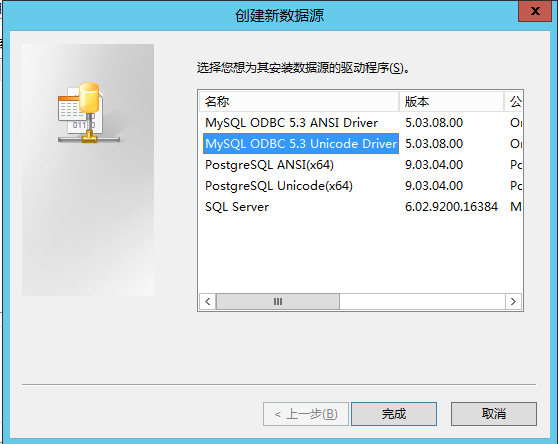 创建新数据源
选择您想为其安装数据源的驱动程序(S)。
名称 版本 公
MySQL ODBC 5.3 ANSI Driver 5.03.08.00 Or
MySQL ODBC 5.3 Unicode Driver 5.03.08.00 Or
PostgreSQL ANSI(x64) 9.03.04.00 Pc
PostgreSQL Unicode(x64) 9.03.04.00 Pc
SQL Server 6.02.9200.16384 M
< 上一步(B) 完成 取消